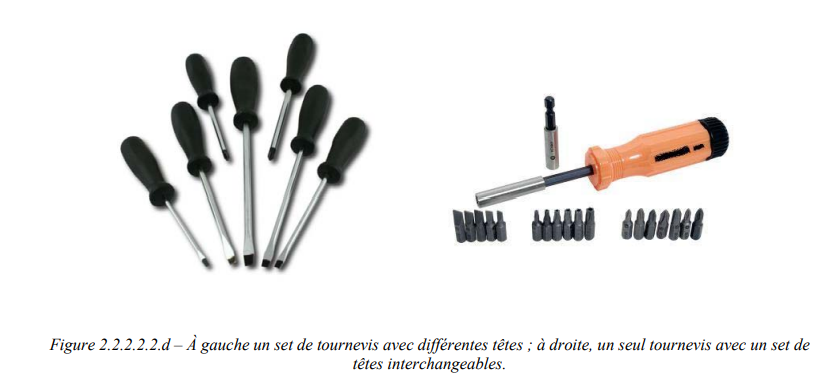 Figure 2.2.2.2.2.d – À gauche un set de tournevis avec différentes têtes ; à droite, un seul tournevis avec un set de
têtes interchangeables.